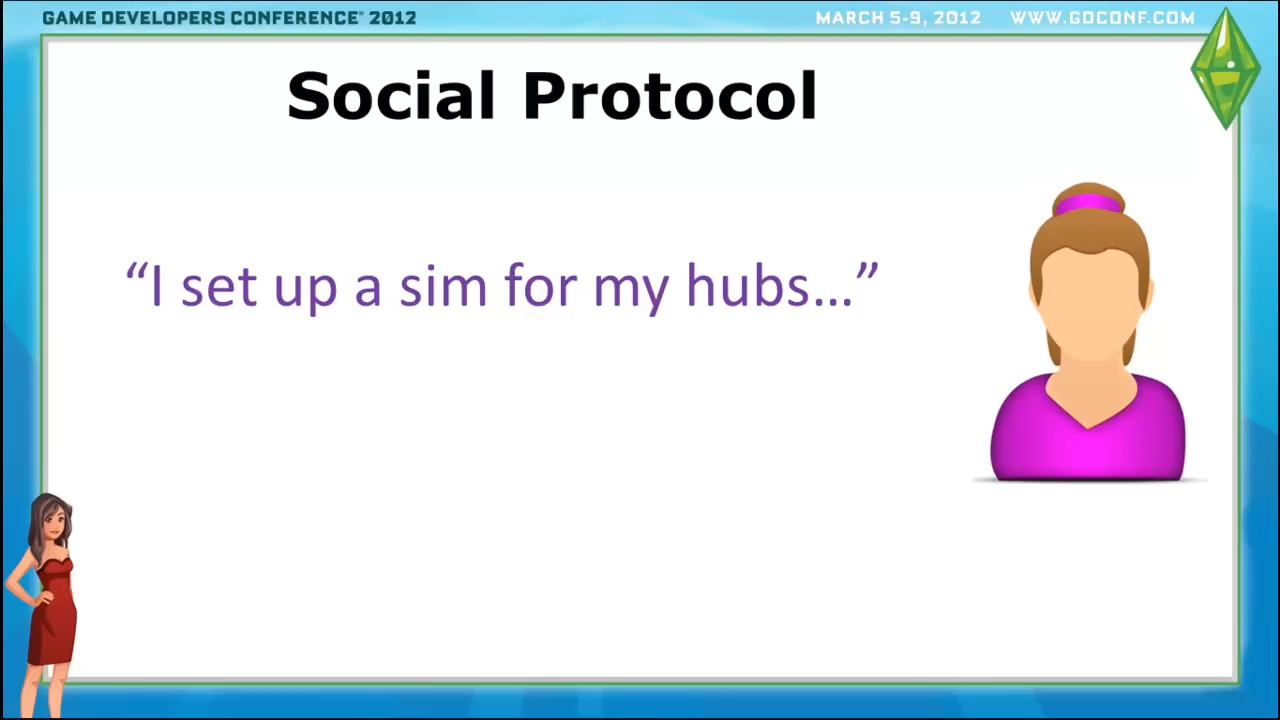 GAME DEVELOPERS CONFERENCE® 2012
MARCH 5-9, 2012 WWW.GDCONF.COM
Social Protocol
“I set up a sim for my hubs…”